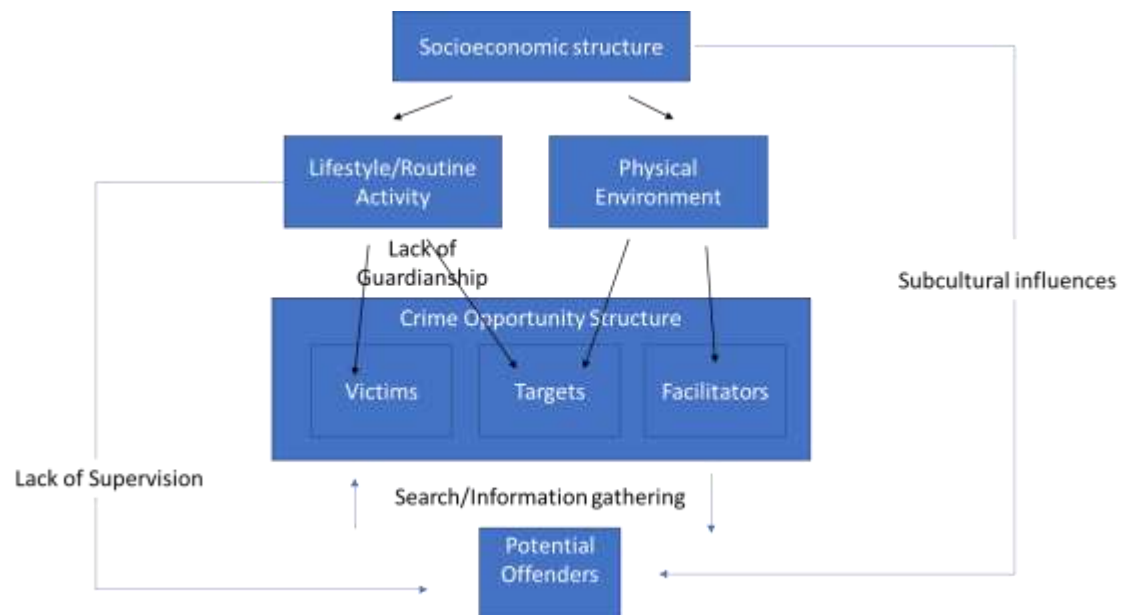 Socioeconomic structure
Lifestyle/Routine
Activity
Physical
Environment
Lack of
Guardianship
Subcultural influences
Crime Opportunity Structure
Victims
Targets
Facilitators
Lack of Supervision
Search/Information gathering
Potential
Offenders